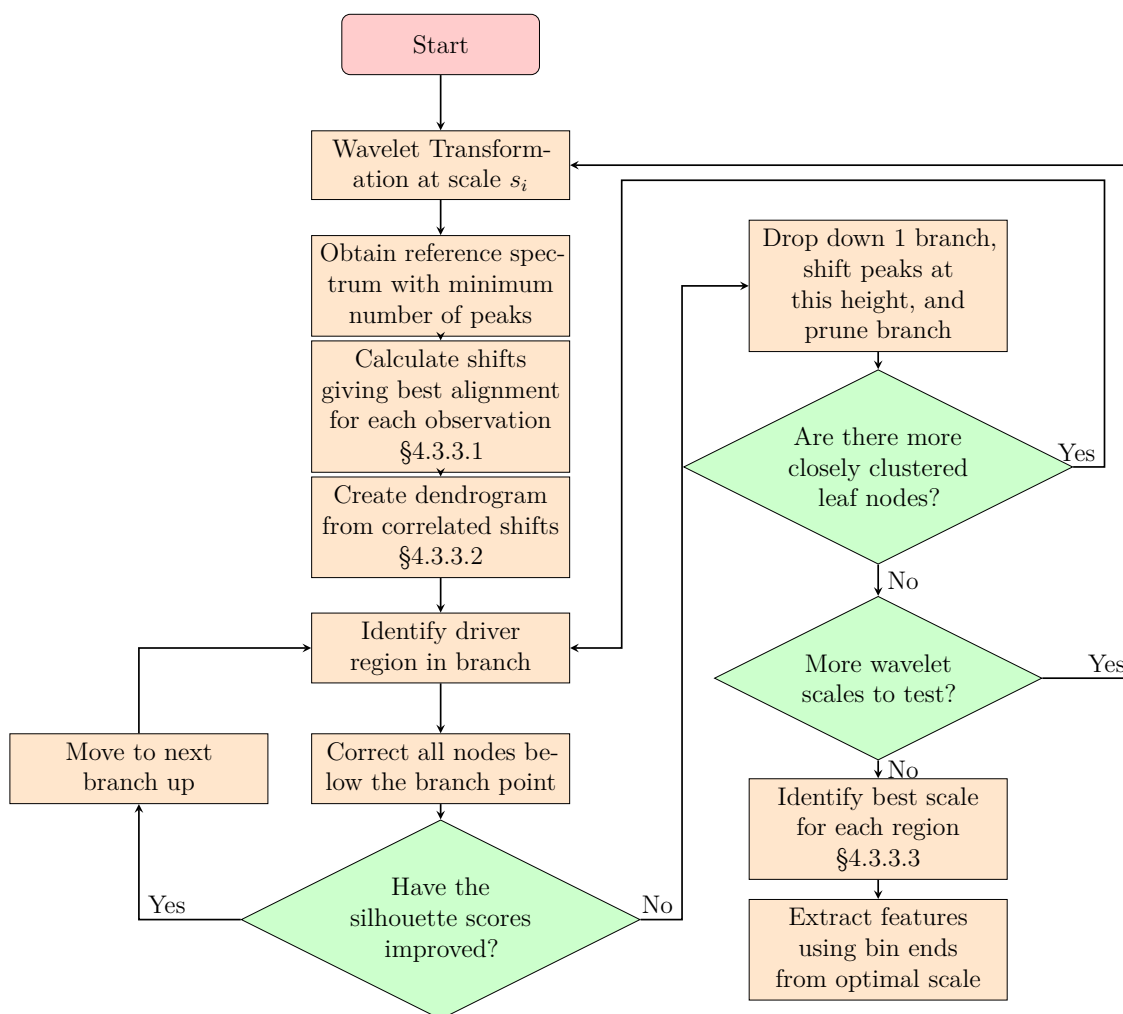 Start
Wavelet Transform-
ation at scale s_i
Obtain reference spec-
trum with minimum
number of peaks
Calculate shifts
giving best alignment
for each observation
§4.3.3.1
Create dendrogram
from correlated shifts
§4.3.3.2
Identify driver
region in branch
Correct all nodes be-
low the branch point
Move to next
branch up
Have the
silhouette scores
improved?
Yes
No
Drop down 1 branch,
shift peaks at
this height, and
prune branch
Are there more
closely clustered
leaf nodes?
Yes
No
More wavelet
scales to test?
Yes
No
Identify best scale
for each region
§4.3.3.3
Extract features
using bin ends
from optimal scale